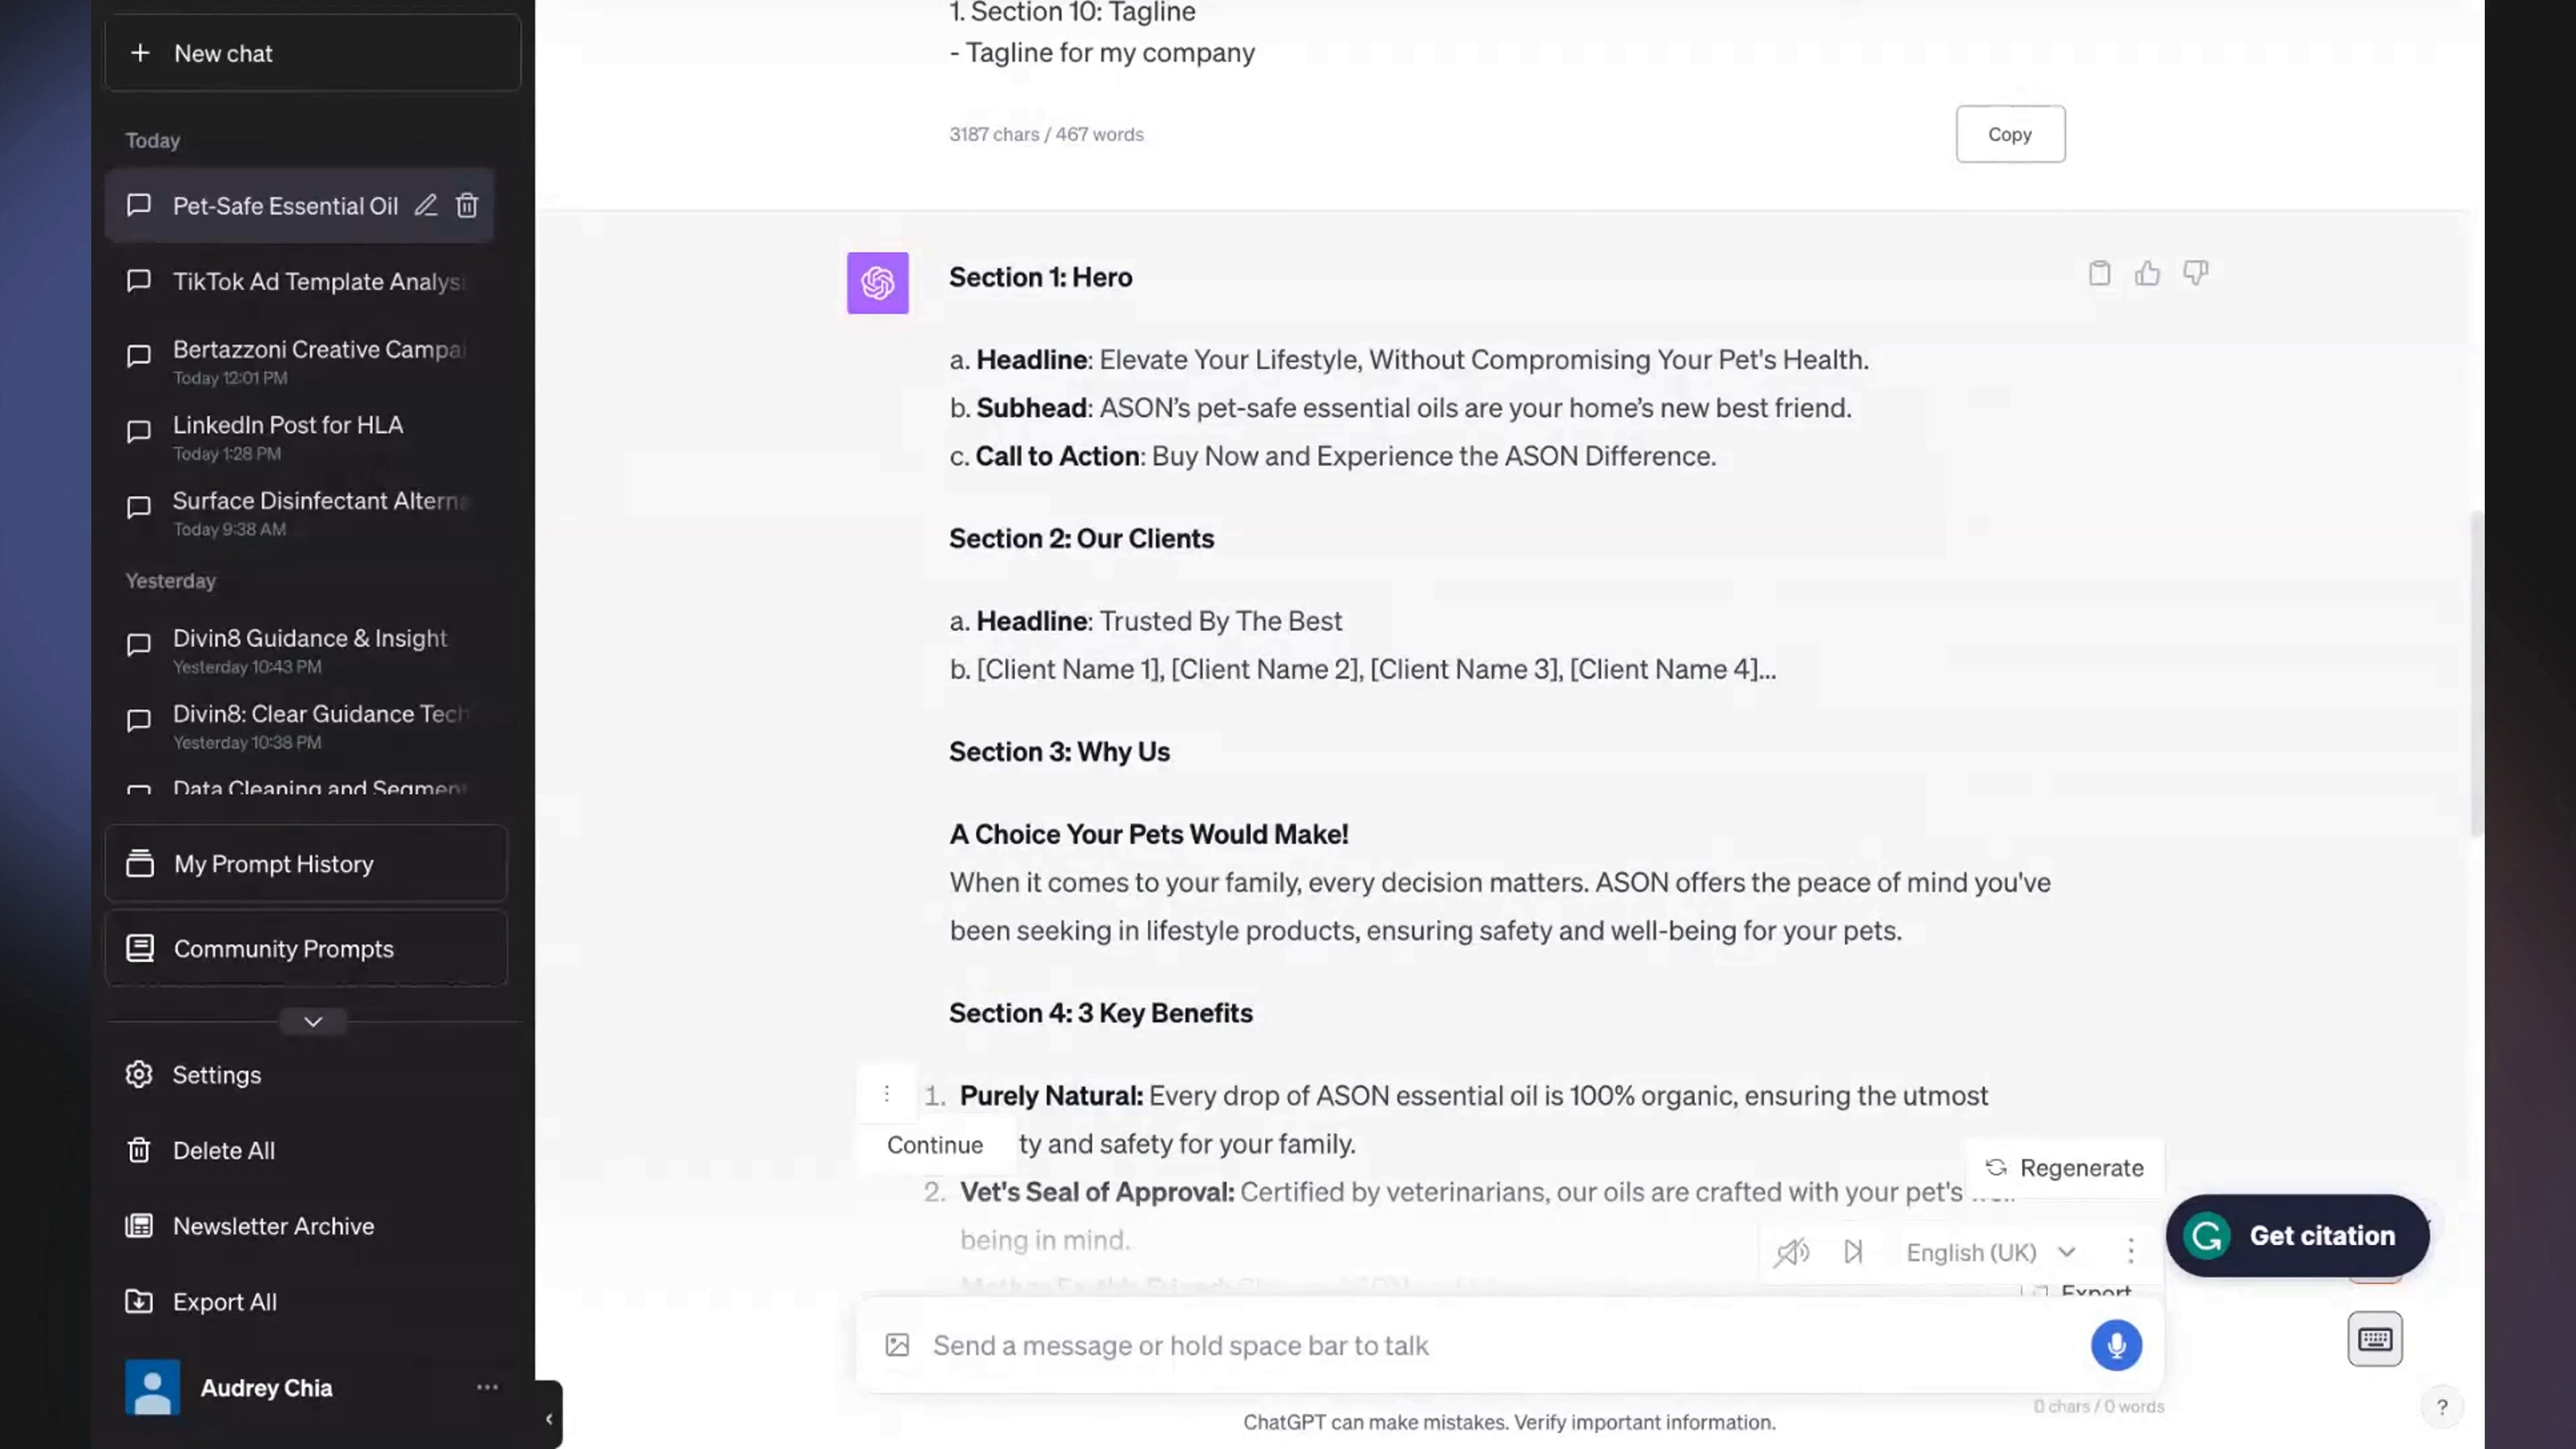 New chat
Today
Pet-Safe Essential Oil
TikTok Ad Template Analysi
Bertazzoni Creative Campai
Today 12:01 PM
LinkedIn Post for HLA
Today 1:28 PM
Surface Disinfectant Alterna
Today 9:38 AM
Yesterday
Divin8 Guidance & Insight
Yesterday 10:43 PM
Divin8: Clear Guidance Tech
Yesterday 10:38 PM
Data Cleaning and Segment
My Prompt History
Community Prompts
Settings
Delete All
Newsletter Archive
Export All
Audrey Chia
1. Section 10: Tagline
- Tagline for my company
3187 chars / 467 words
Copy
Section 1: Hero
a. Headline: Elevate Your Lifestyle, Without Compromising Your Pet's Health.
b. Subhead: ASON’s pet-safe essential oils are your home’s new best friend.
c. Call to Action: Buy Now and Experience the ASON Difference.
Section 2: Our Clients
a. Headline: Trusted By The Best
b. [Client Name 1], [Client Name 2], [Client Name 3], [Client Name 4]...
Section 3: Why Us
A Choice Your Pets Would Make!
When it comes to your family, every decision matters. ASON offers the peace of mind you've
been seeking in lifestyle products, ensuring safety and well-being for your pets.
Section 4: 3 Key Benefits
1. Purely Natural: Every drop of ASON essential oil is 100% organic, ensuring the utmost
Continue
ty and safety for your family.
Regenerate
2. Vet's Seal of Approval: Certified by veterinarians, our oils are crafted with your pet's
being in mind.
English (UK)
Get citation
Export
Send a message or hold space bar to talk
0 chars / 0 words
ChatGPT can make mistakes. Verify important information.
?